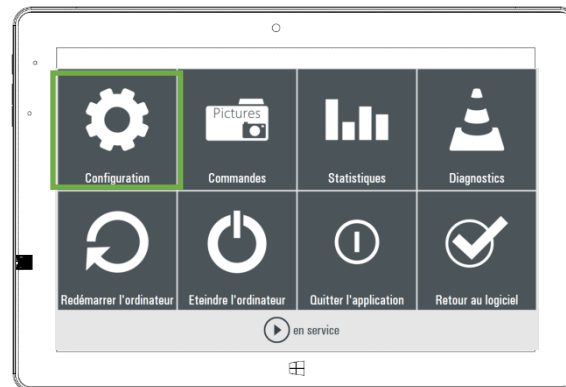 Pictures
Configuration
Commandes
Statistiques
Diagnostics
Redémarrer l'ordinateur
Eteindre l'ordinateur
Quitter l'application
Retour au logiciel
en service